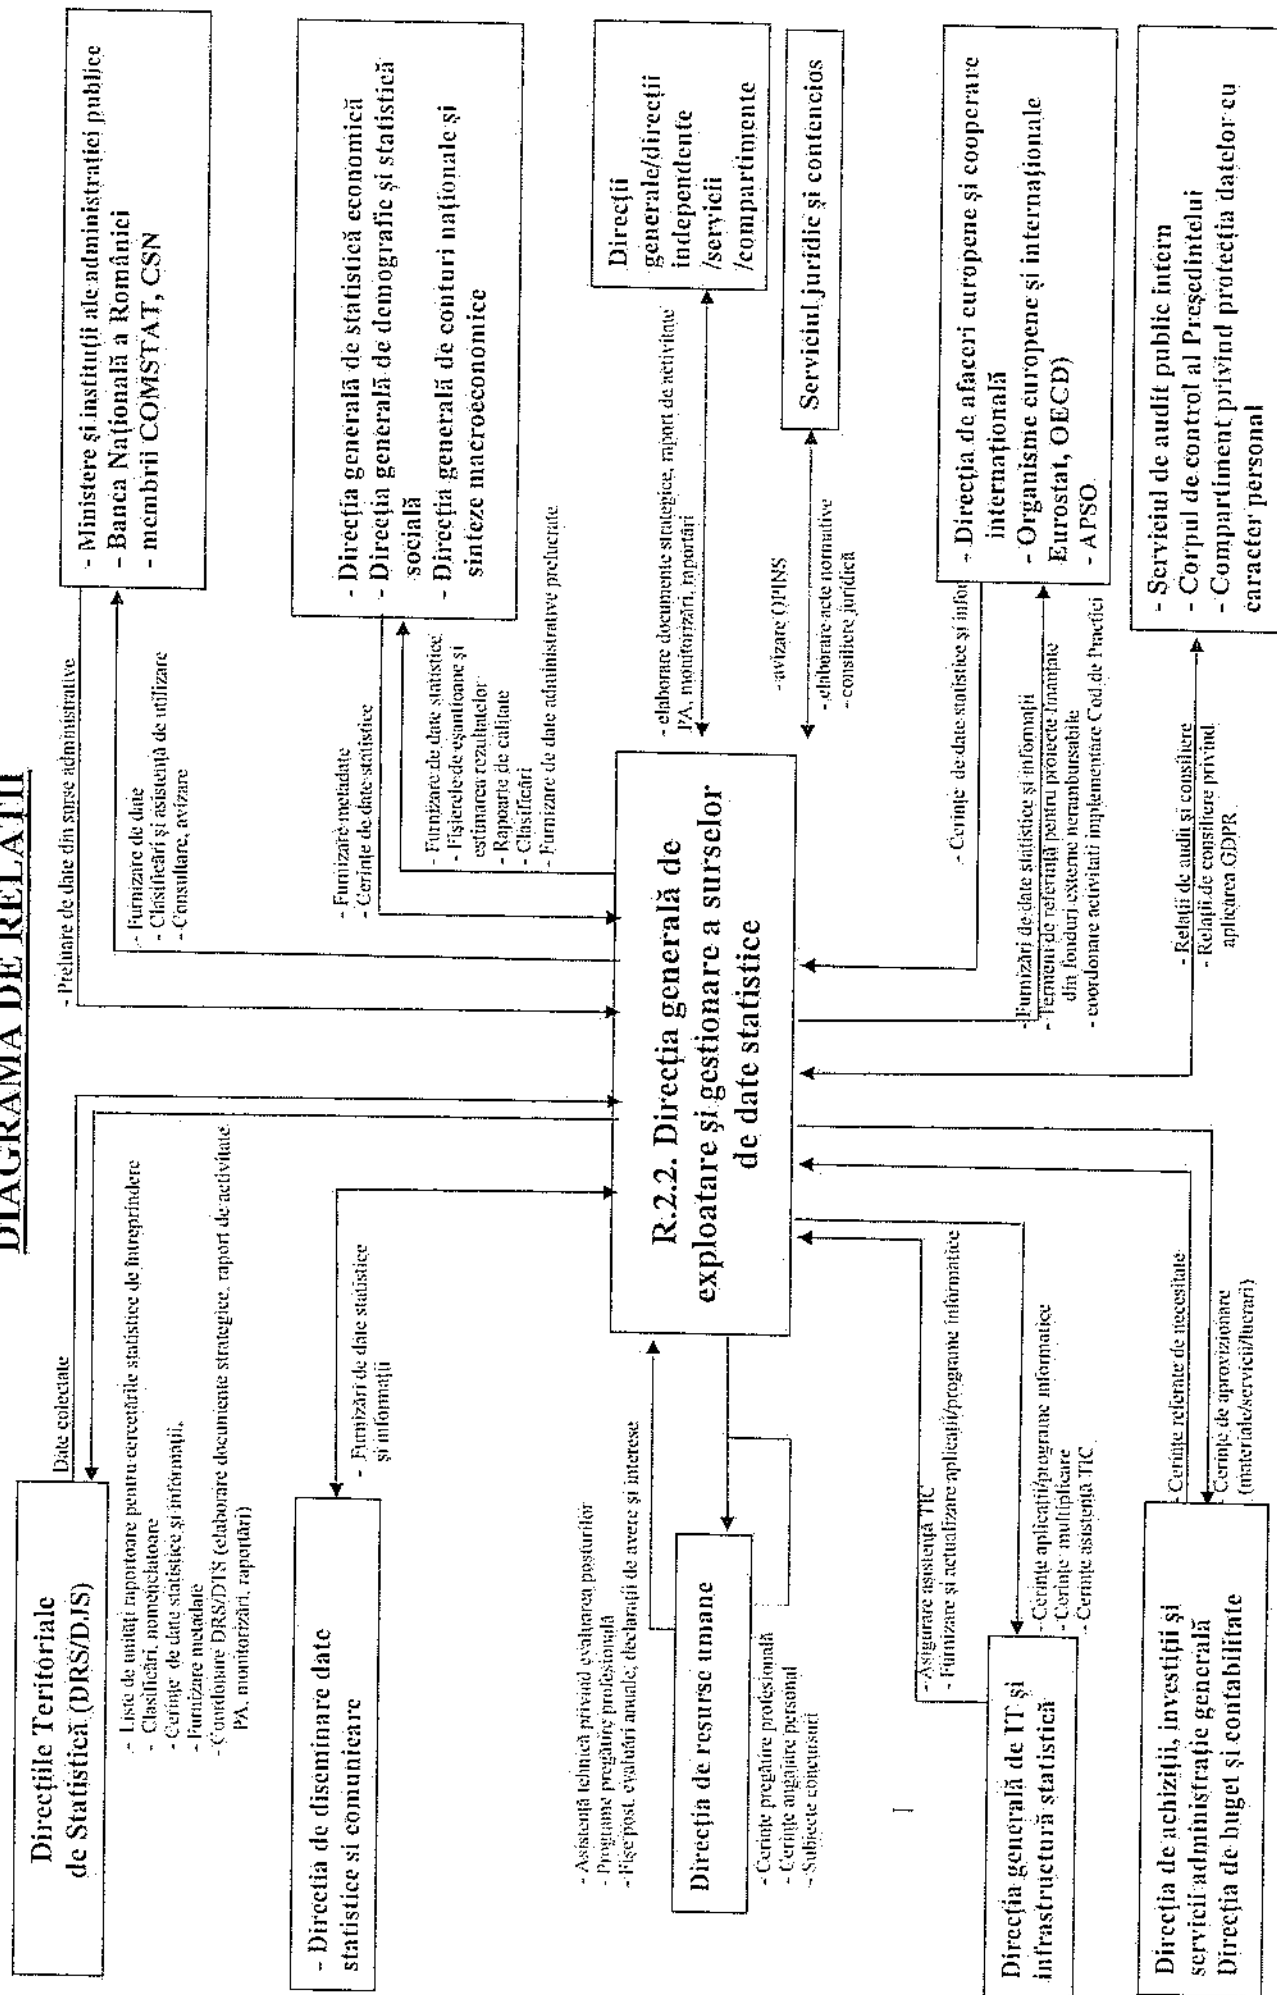 DIAGRAMA DE RELAȚII
Direcțiile Teritoriale
de Statistică (DRS/DJS)
Date colectate
- Liste de unități raportoare pentru cercetările statistice de întreprindere
- Clasificări, nomenclatoare
- Cerințe de date statistice și informații,
- Furnizare metadate
- Coordonare DRS/DTS (elaborare documente strategice, raport de activitate,
PA, monitorizări, raportări)
- Preluare de date din surse administrative
- Furnizare de date
- Clasificări și asistență de utilizare
- Consultare, avizare
- Ministere și instituții ale administrației publice
- Banca Națională a României
- membrii COMSTAT, CSN
- Direcția de diseminare date
statistice si comunicare
- Furnizări de date statistice
și informații
- Furnizare metadate
- Cerințe de date statistice
- Furnizare de date statistice
- Fișierele de eșantioane și
estimarea rezultatelor
- Rapoarte de calitate
- Clasificări
- Furnizare de date administrative prelucrate
- Direcția generală de statistică economică
- Direcția generală de demografie și statistică
socială
- Direcția generală de conturi naționale și
sinteze macroeconomice
- Asistență tehnică privind evaluarea posturilor
- Programe pregătire profesională
- Fișe post, evaluări anuale, declarații de avere și interese
Direcția de resurse umane
- Cerințe pregătire profesională
- Cerințe angajare personal
- Subiecte concursuri
R.2.2. Direcția generală de
exploatare și gestionare a surselor
de date statistice
- elaborare documente strategice, raport de activitate
PA, monitorizări, raportări
Direcții
generale/direcții
independente
/servicii
/compartimente
- avizare OPINS
- elaborare acte normative
- consiliere juridică
Serviciul juridic și contencios
- Asigurare asistență TIC
- Furnizare și actualizare aplicații/programe informatice
Direcția generală de IT și
infrastructură statistică
- Cerințe aplicații/programe informatice
- Cerințe multiplicare
- Cerințe asistență TIC
- Cerințe de date statistice și infor
- Furnizări de date statistice și informații
- Termeni de referință pentru proiecte finanțate
din fonduri externe nerambursabile
- coordonare activitati implementare Cod de Practici
- Direcția de afaceri europene și cooperare
internațională
- Organisme europene și internaționale
Eurostat, OECD)
- APSO
Direcția de achiziții, investiții și
servicii administrație generală
Direcția de buget și contabilitate
- Cerințe referate de necesitate
- Cerințe de aprovizionare
(materiale/servicii/lucrari)
- Relații de audit și consiliere
- Relații de consiliere privind
aplicarea GDPR
- Serviciul de audit public intern
- Corpul de control al Președintelui
- Compartiment privind protecția datelor cu
caracter personal